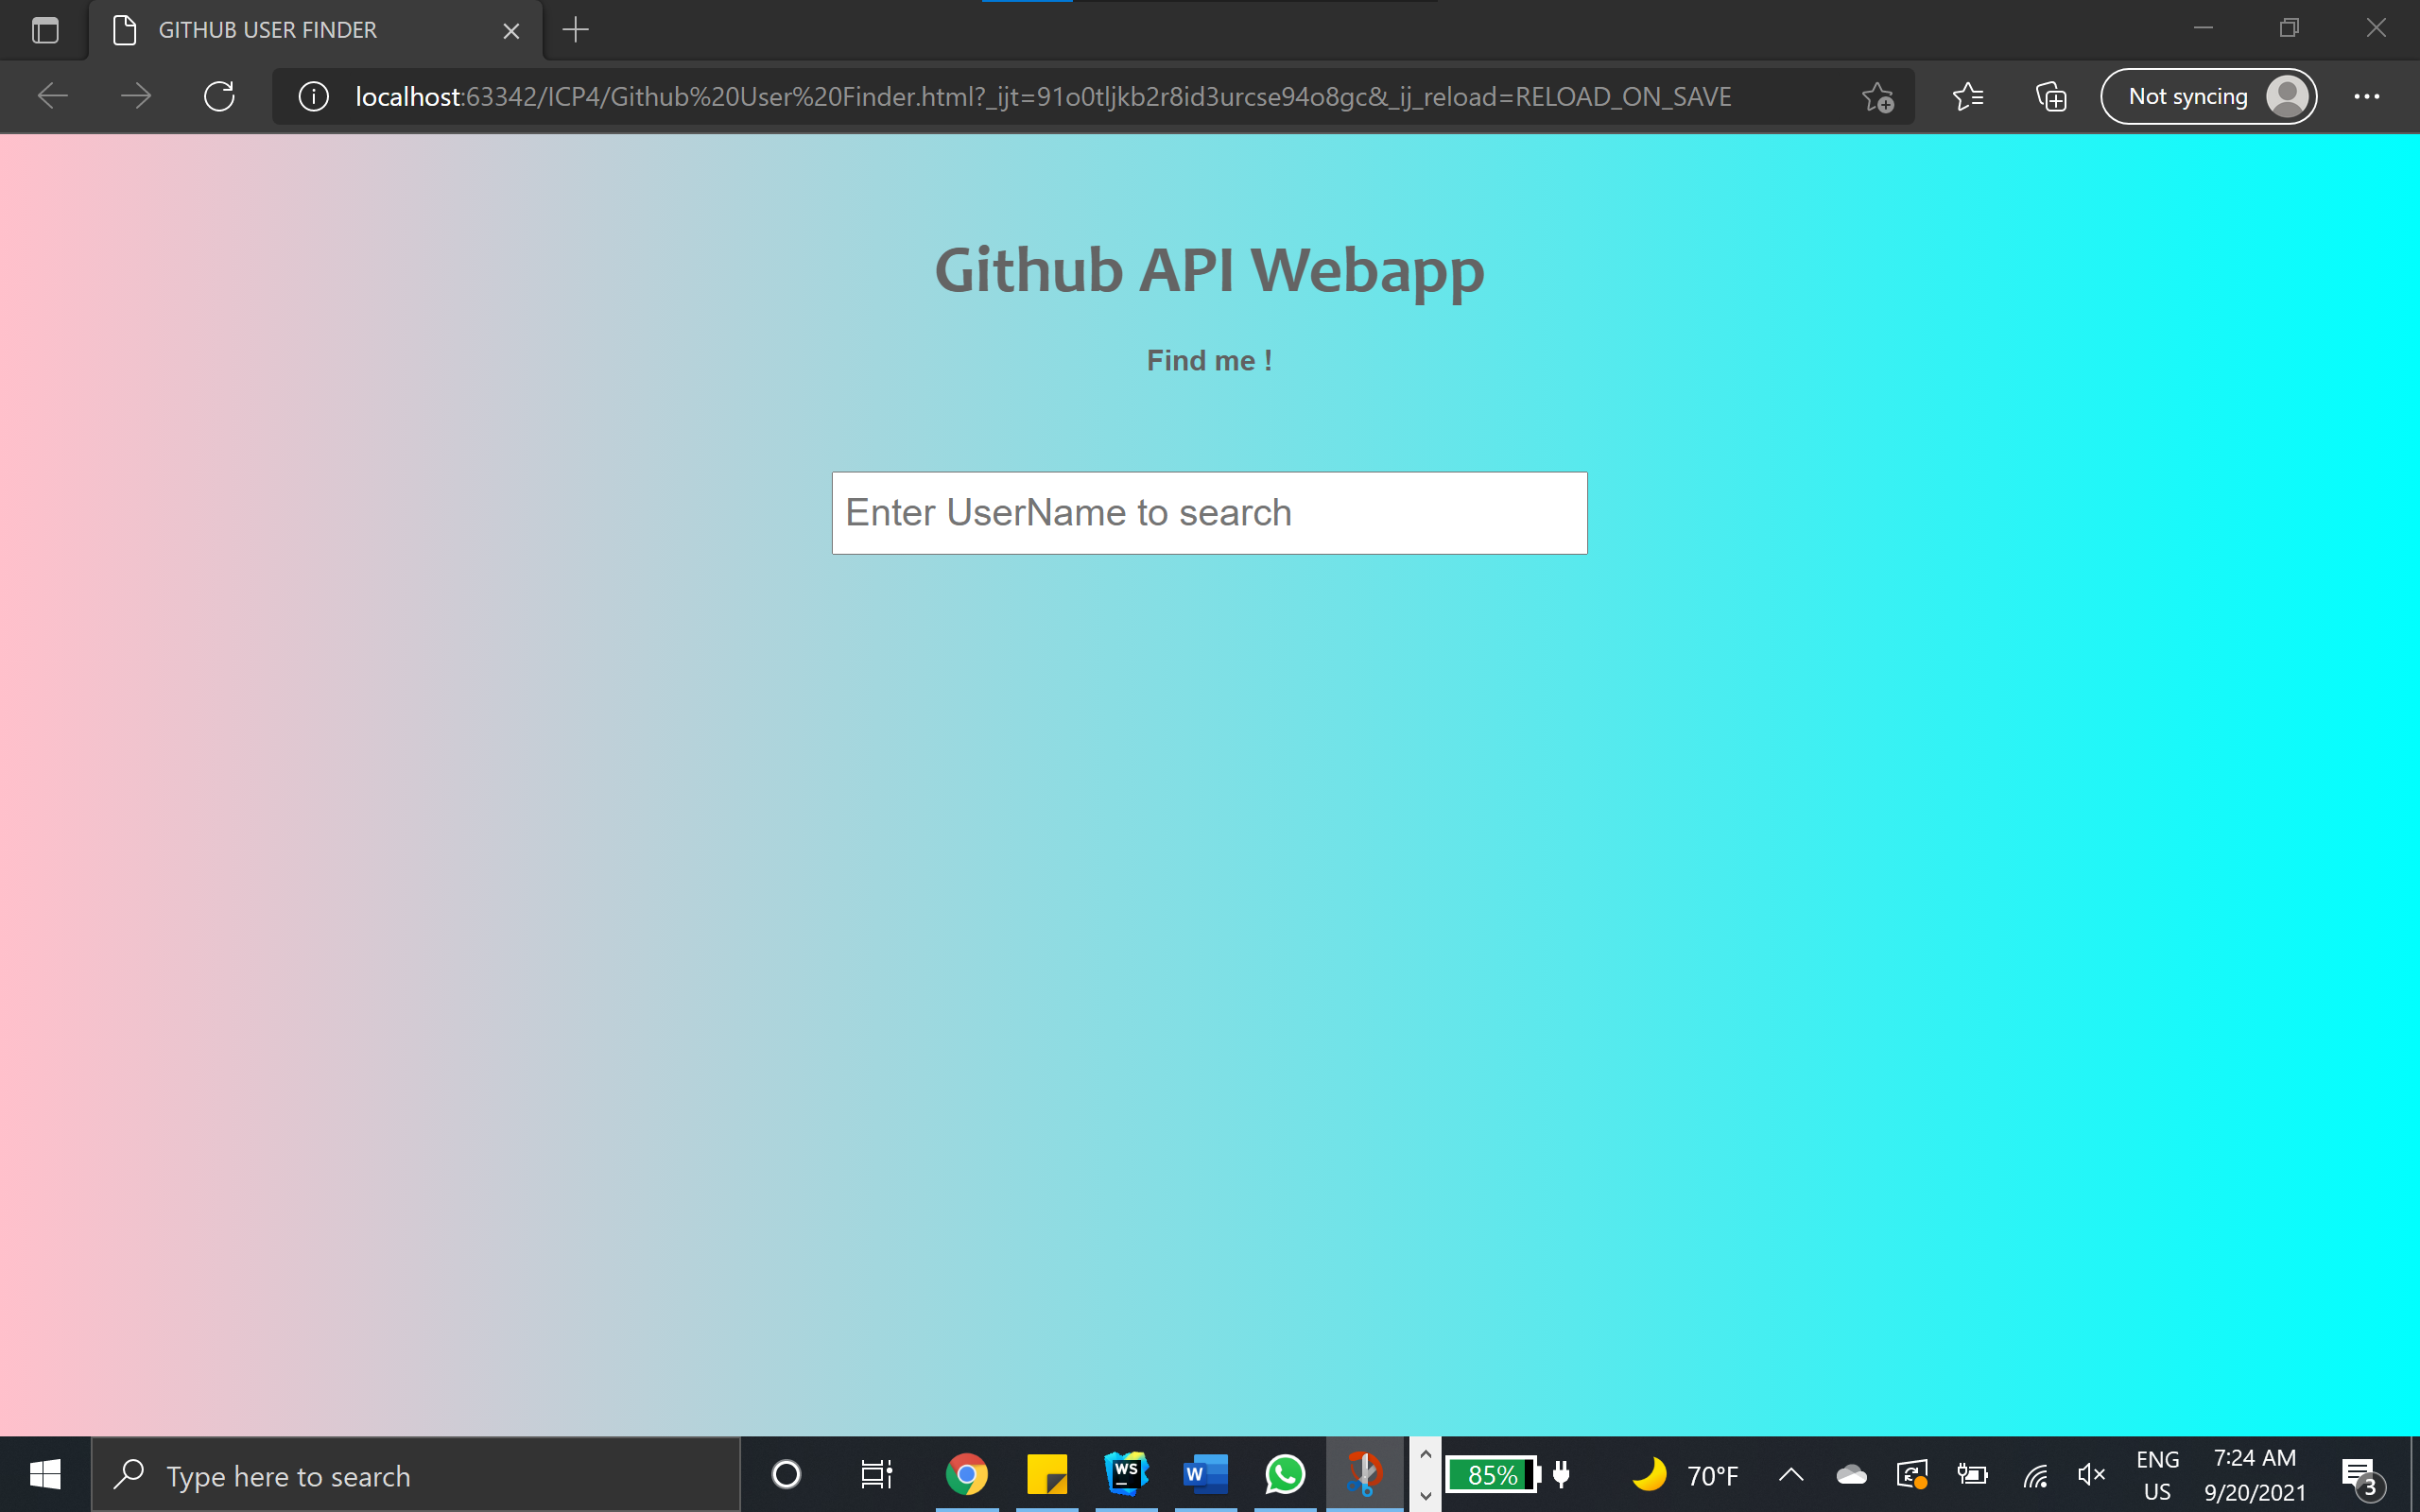 GITHUB USER FINDER
localhost:63342/ICP4/Github%20User%20Finder.html?_ijt=91o0tljkb2r8id3urcse94o8gc&_ij_reload=RELOAD_ON_SAVE
Not syncing
Github API Webapp
Find me !
Enter UserName to search
Type here to search
WS
W
85%
70°F
ENG
US
7:24 AM
9/20/2021
3